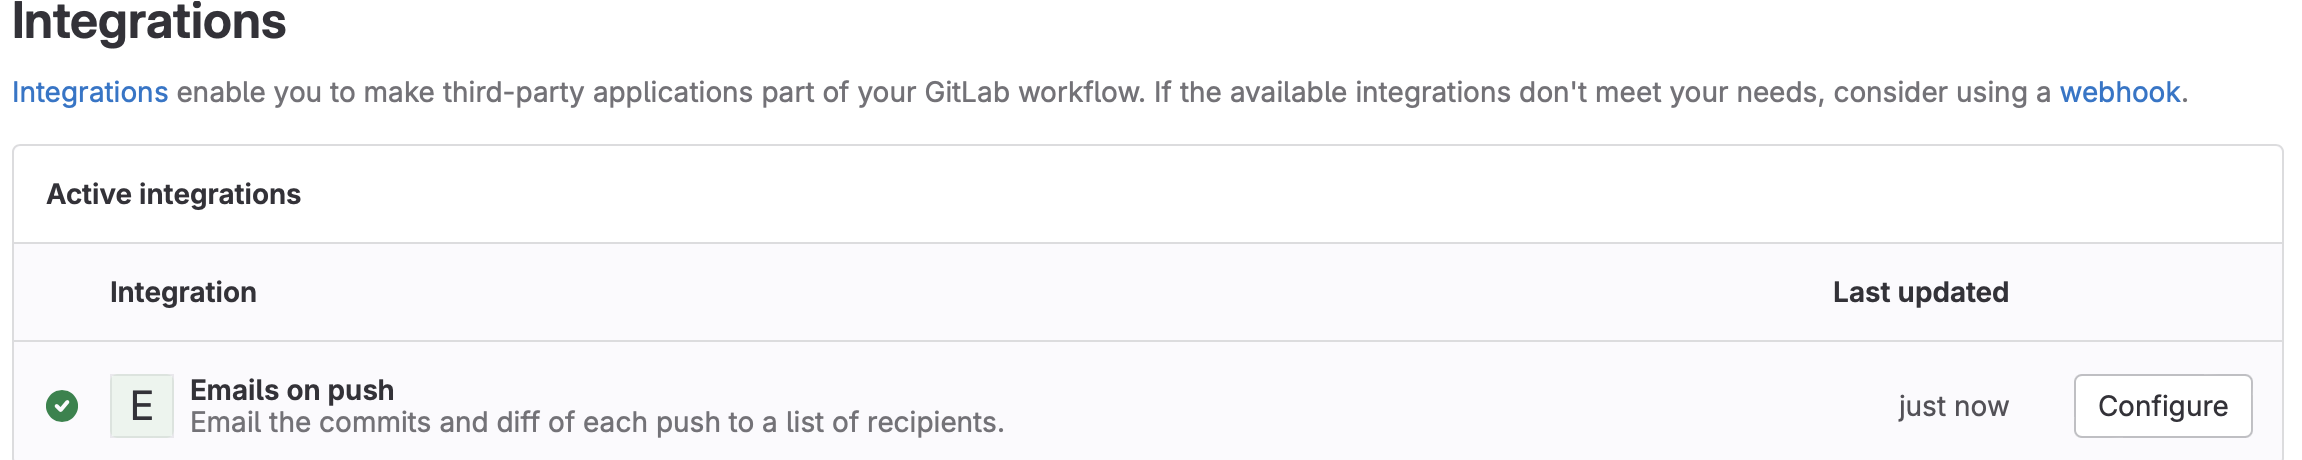 Integrations
Integrations enable you to make third-party applications part of your GitLab workflow. If the available integrations don't meet your needs, consider using a webhook.
Active integrations
Integration Last updated
E Emails on push
Email the commits and diff of each push to a list of recipients.
just now Configure